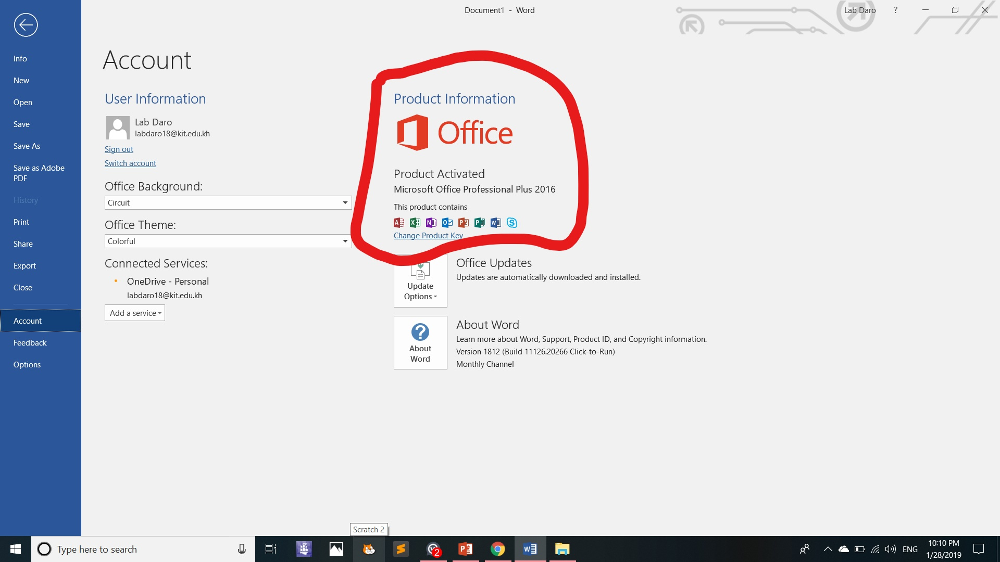 Document1 - Word
Lab Daro
?
Info
New
Open
Save
Save As
Save as Adobe
PDF
History
Print
Share
Export
Close
Account
Feedback
Options
Account
User Information
Lab Daro
labdaro18@kit.edu.kh
Sign out
Switch account
Office Background:
Circuit
Office Theme:
Colorful
Connected Services:
OneDrive - Personal
labdaro18@kit.edu.kh
Add a service
Product Information
Office
Product Activated
Microsoft Office Professional Plus 2016
This product contains
Change Product Key
Update
Options
Office Updates
Updates are automatically downloaded and installed.
About
Word
About Word
Learn more about Word, Support, Product ID, and Copyright information.
Version 1812 (Build 11126.20266 Click-to-Run)
Monthly Channel
Scratch 2
Type here to search
2
ENG
10:10 PM
1/28/2019